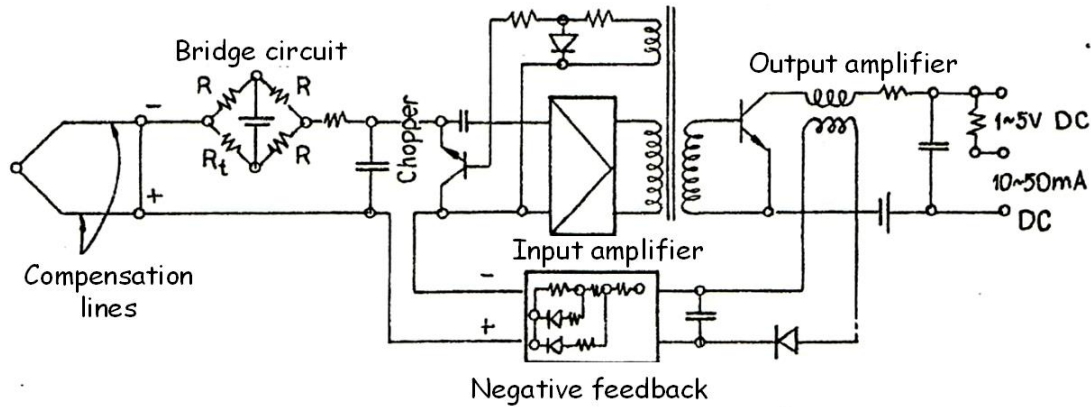 Bridge circuit
R
R
Rt
R
-
+
Compensation
lines
Chopper
Input amplifier
Output amplifier
1~5V DC
10~50mA
DC
-
+
Negative feedback